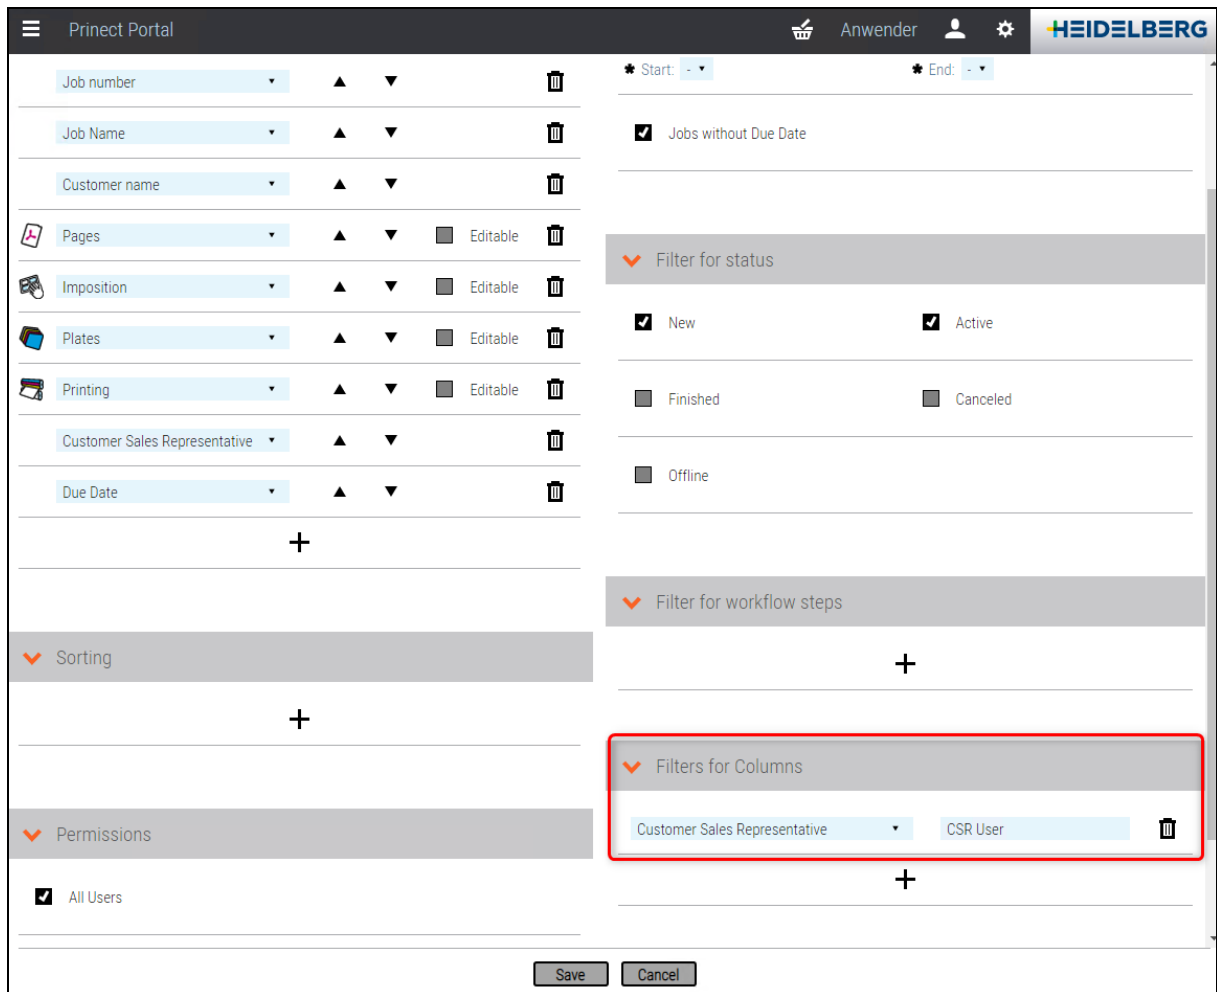 Prinect Portal
Anwender
HEIDELBERG
Job number
Job Name
Customer name
Pages
Editable
Imposition
Editable
Plates
Editable
Printing
Editable
Customer Sales Representative
Due Date
Sorting
Permissions
All Users
* Start: -
* End: -
Jobs without Due Date
Filter for status
New
Active
Finished
Canceled
Offline
Filter for workflow steps
Filters for Columns
Customer Sales Representative
CSR User
Save
Cancel